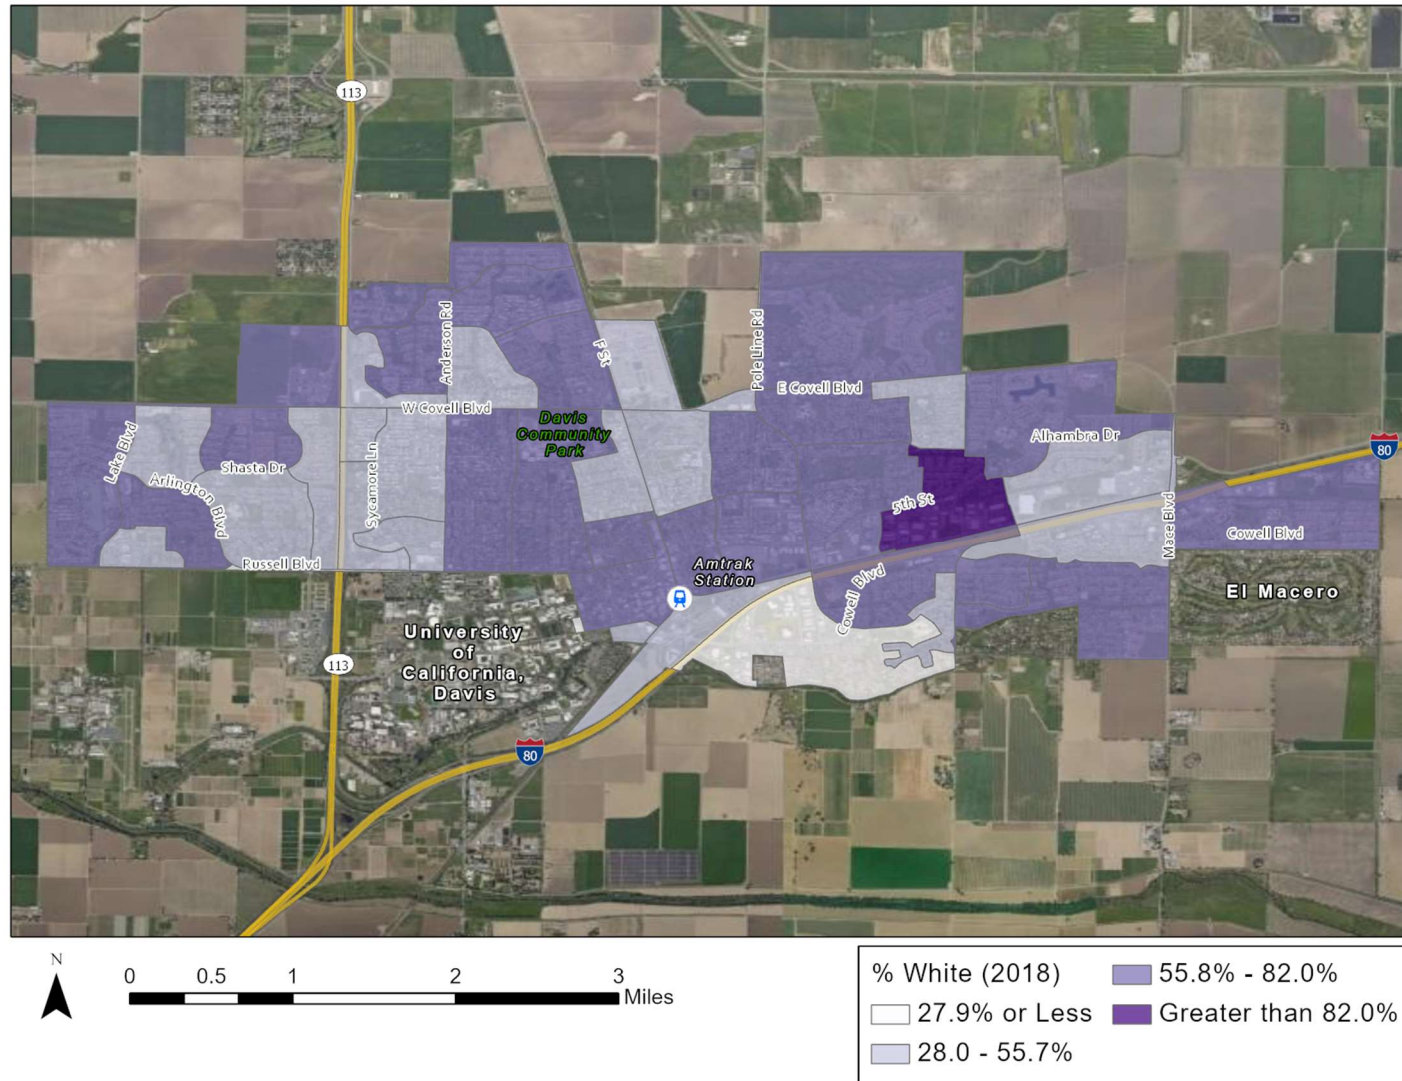 113
Anderson Rd
F St
Pole Line Rd
E Covell Blvd
W Covell Blvd
Davis
Community
Park
Lake Blvd
Shasta Dr
Arlington Blvd
Sycamore Ln
Alhambra Dr
80
5th St
Mace Blvd
Cowell Blvd
Russell Blvd
Amtrak
Station
Cowell Blvd
El Macero
University
of
California,
Davis
113
80
N
0 0.5 1 2 3
Miles
% White (2018)
27.9% or Less
28.0 - 55.7%
55.8% - 82.0%
Greater than 82.0%